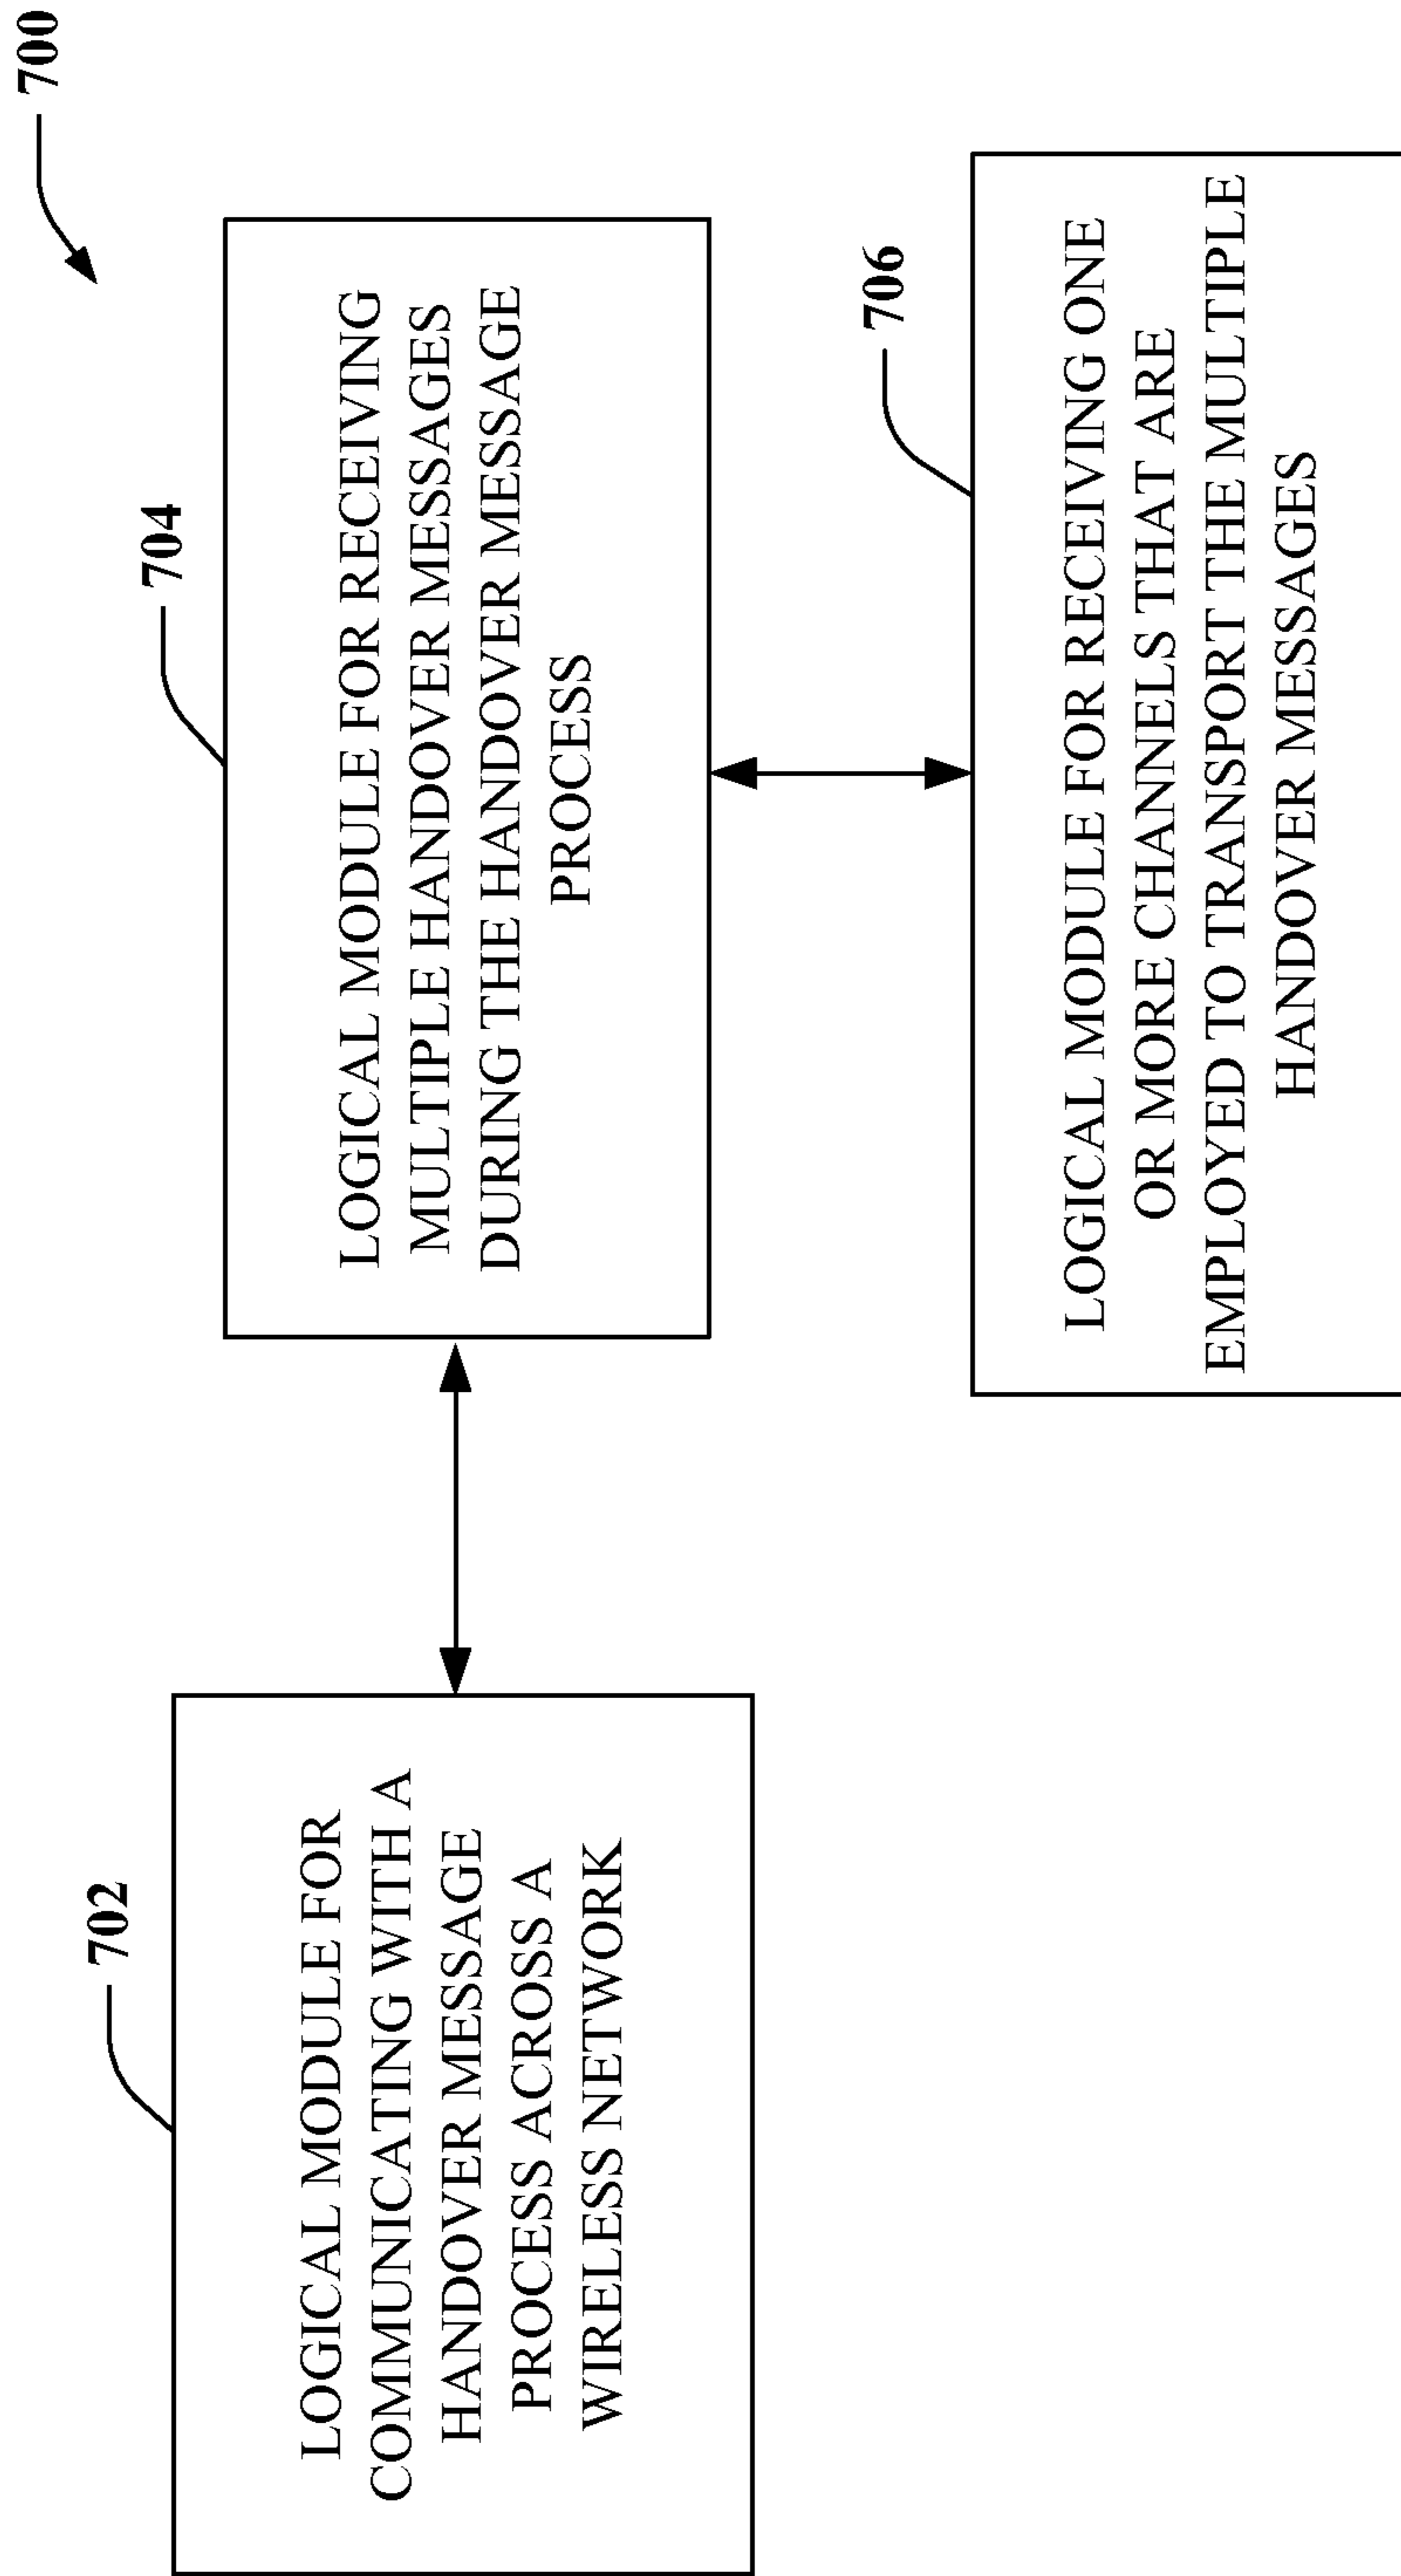 700
702
LOGICAL MODULE FOR
COMMUNICATING WITH A
HANDOVER MESSAGE
PROCESS ACROSS A
WIRELESS NETWORK
704
LOGICAL MODULE FOR RECEIVING
MULTIPLE HANDOVER MESSAGES
DURING THE HANDOVER MESSAGE
PROCESS
706
LOGICAL MODULE FOR RECEIVING ONE
OR MORE CHANNELS THAT ARE
EMPLOYED TO TRANSPORT THE MULTIPLE
HANDOVER MESSAGES